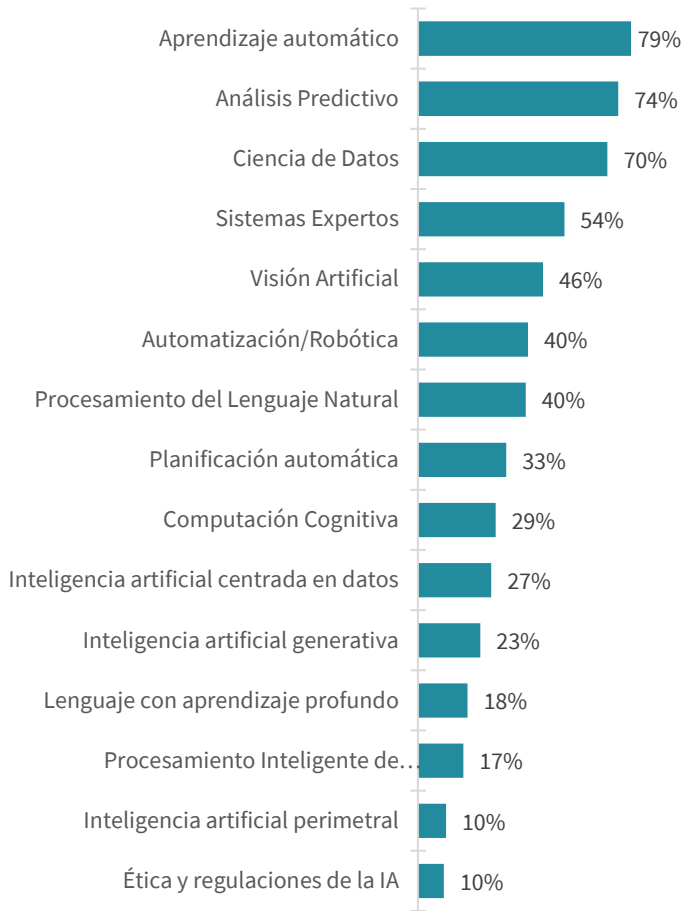 Aprendizaje automático 79%
Análisis Predictivo 74%
Ciencia de Datos 70%
Sistemas Expertos 54%
Visión Artificial 46%
Automatización/Robótica 40%
Procesamiento del Lenguaje Natural 40%
Planificación automática 33%
Computación Cognitiva 29%
Inteligencia artificial centrada en datos 27%
Inteligencia artificial generativa 23%
Lenguaje con aprendizaje profundo 18%
Procesamiento Inteligente de… 17%
Inteligencia artificial perimetral 10%
Ética y regulaciones de la IA 10%